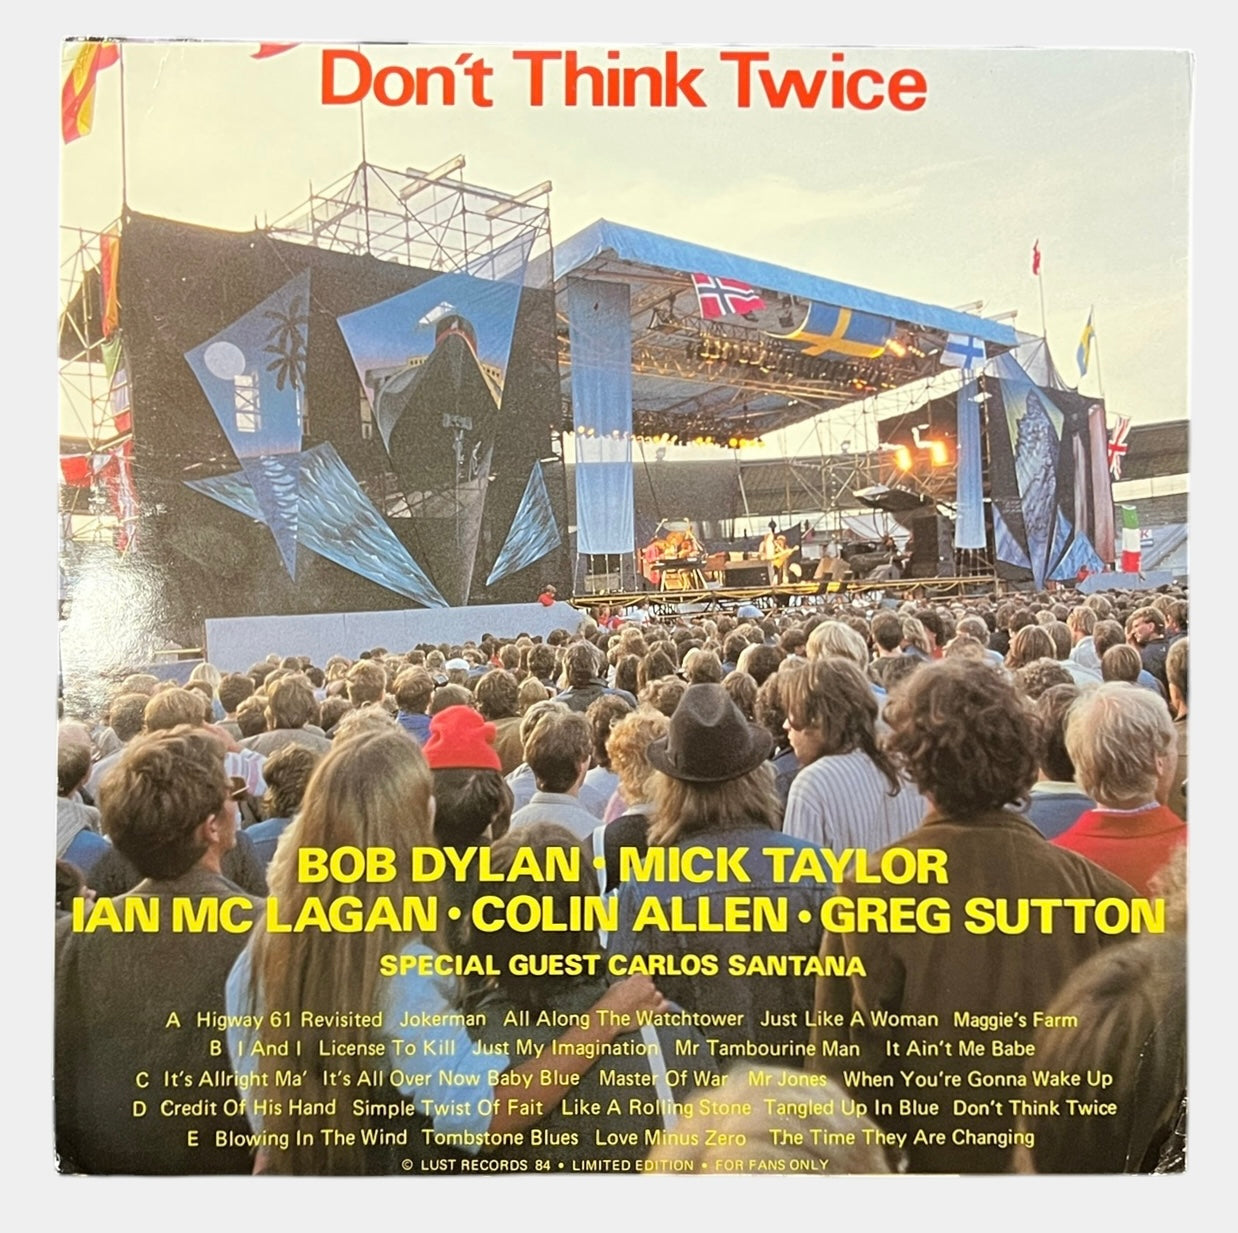 Don't Think Twice
BOB DYLAN • MICK TAYLOR
IAN MC LAGAN • COLIN ALLEN • GREG SUTTON
SPECIAL GUEST CARLOS SANTANA
A Higway 61 Revisited Jokerman All Along The Watchtower Just Like A Woman Maggie's Farm
B I And I License To Kill Just My Imagination Mr Tambourine Man It Ain't Me Babe
C It's Allright Ma' It's All Over Now Baby Blue Master Of War Mr Jones When You're Gonna Wake Up
D Credit Of His Hand Simple Twist Of Fait Like A Rolling Stone Tangled Up In Blue Don't Think Twice
E Blowing In The Wind Tombstone Blues Love Minus Zero The Time They Are Changing
© LUST RECORDS 84 • LIMITED EDITION • FOR FANS ONLY